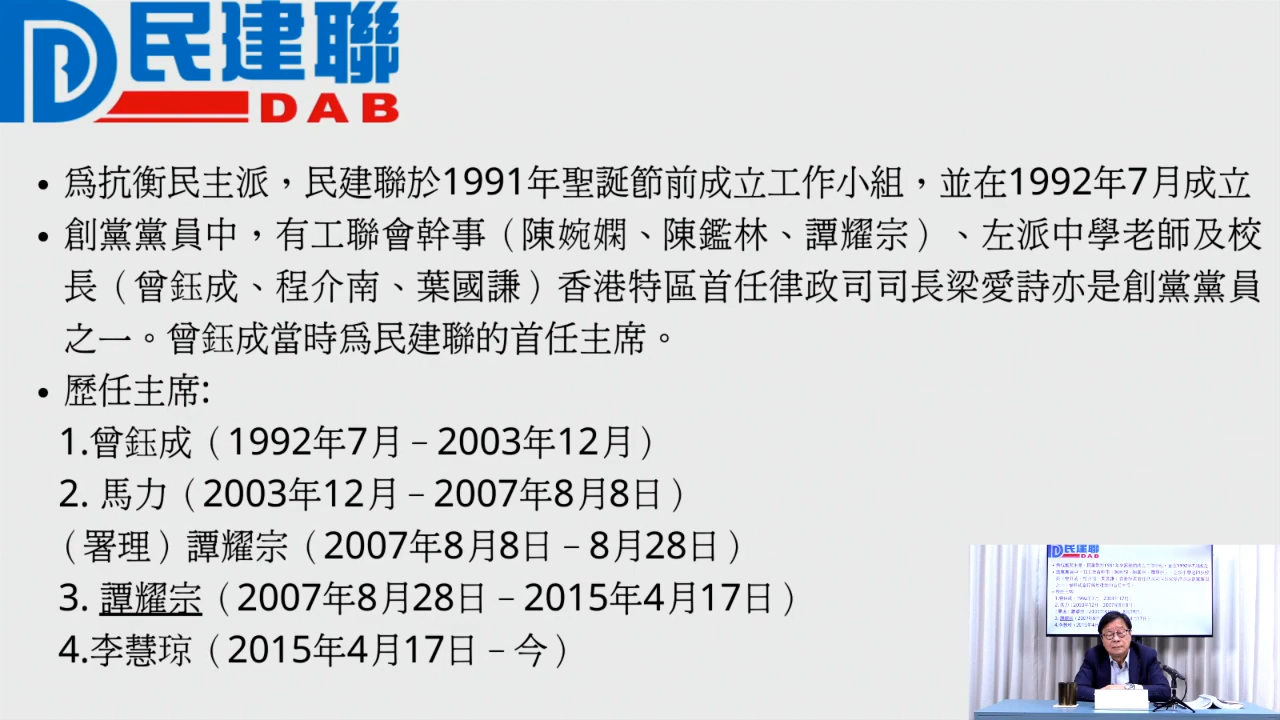 民建聯
DAB
• 為抗衡民主派，民建聯於1991年聖誕節前成立工作小組，並在1992年7月成立
• 創黨黨員中，有工聯會幹事（陳婉嫻、陳鑑林、譚耀宗）、左派中學老師及校
長（曾鈺成、程介南、葉國謙）香港特區首任律政司司長梁愛詩亦是創黨黨員
之一。曾鈺成當時為民建聯的首任主席。
• 歷任主席:
1.曾鈺成（1992年7月–2003年12月）
2. 馬力（2003年12月–2007年8月8日）
（署理）譚耀宗（2007年8月8日–8月28日）
3. 譚耀宗（2007年8月28日–2015年4月17日）
4.李慧琼（2015年4月17日–今）